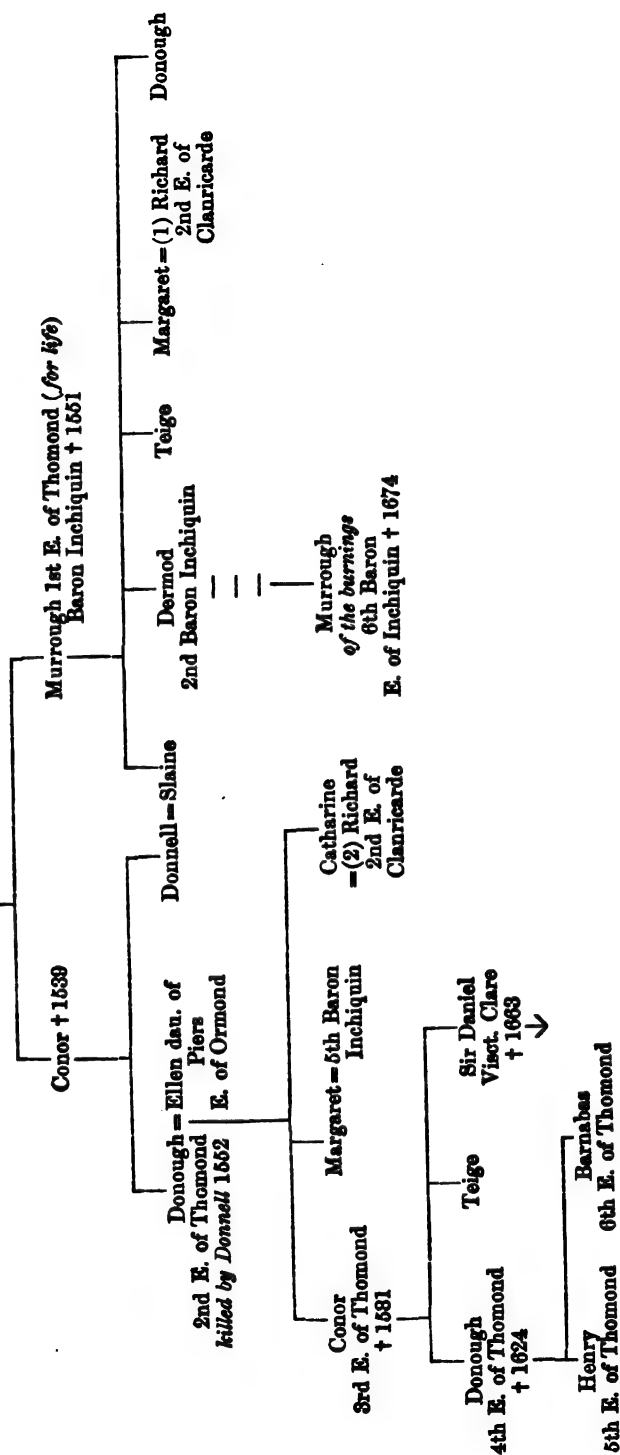 Conor † 1539
Murrough 1st E. of Thomond (for life)
Baron Inchiquin † 1551
Donough = Ellen dau. of
Piers
E. of Ormond
2nd E. of Thomond
killed by Donnell 1552
Donnell = Slaine
Dermod
2nd Baron Inchiquin
Teige
Margaret = (1) Richard
2nd E. of
Clanricarde
Donough
Conor
3rd E. of Thomond
† 1581
Margaret = 5th Baron
Inchiquin
Catharine
= (2) Richard
2nd E. of
Clanricarde
Murrough
of the burnings
6th Baron
E. of Inchiquin † 1674
Donough
4th E. of Thomond
† 1624
Teige
Sir Daniel
Visct. Clare
† 1663
Henry
5th E. of Thomond
Barnabas
6th E. of Thomond